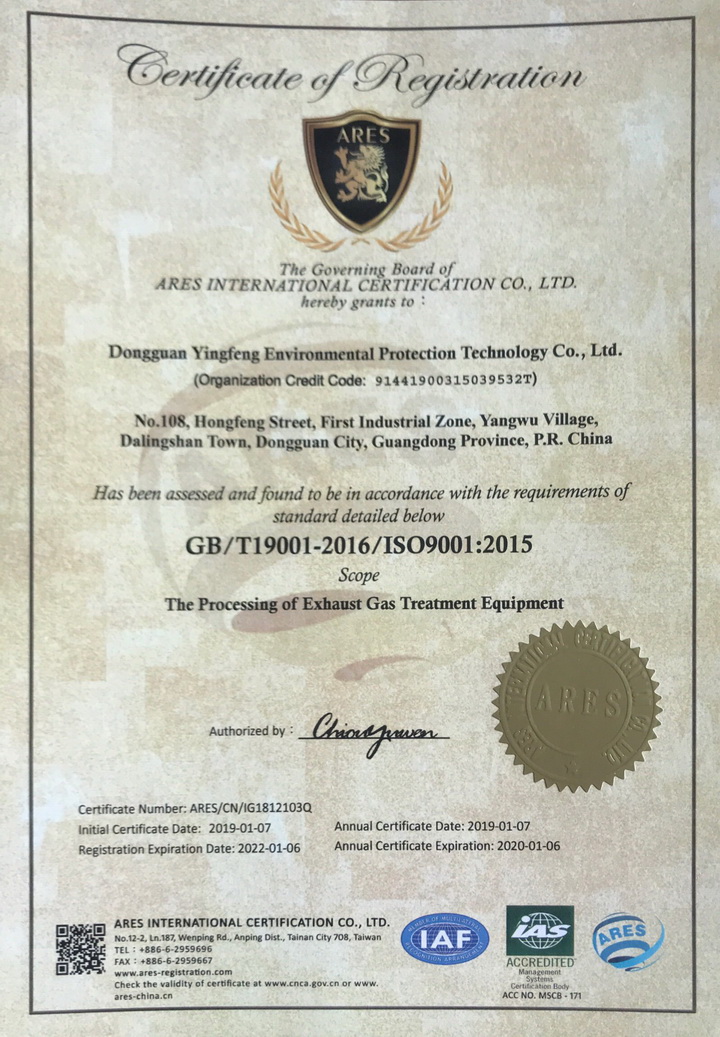 Certificate of Registration
ARES
The Governing Board of
ARES INTERNATIONAL CERTIFICATION CO., LTD.
hereby grants to :
Dongguan Yingfeng Environmental Protection Technology Co., Ltd.
(Organization Credit Code: 91441900315039532T)
No.108, Hongfeng Street, First Industrial Zone, Yangwu Village,
Dalingshan Town, Dongguan City, Guangdong Province, P.R. China
Has been assessed and found to be in accordance with the requirements of
standard detailed below
GB/T19001-2016/ISO9001:2015
Scope
The Processing of Exhaust Gas Treatment Equipment
ARES
Authorized by :
Certificate Number: ARES/CN/IG1812103Q
Initial Certificate Date: 2019-01-07
Annual Certificate Date: 2019-01-07
Registration Expiration Date: 2022-01-06
Annual Certificate Expiration: 2020-01-06
ARES INTERNATIONAL CERTIFICATION CO., LTD.
No.12-2, Ln.187, Wenping Rd., Anping Dist., Tainan City 708, Taiwan
TEL : +886-6-2959696
FAX : +886-6-2959667
www.ares-registration.com
Check the validity of certificate at www.cnca.gov.cn or www.
ares-china.cn
IAF
IAS
ACCREDITED
Management
Systems
Certification Body
ACC NO. MSCB - 171
ARES